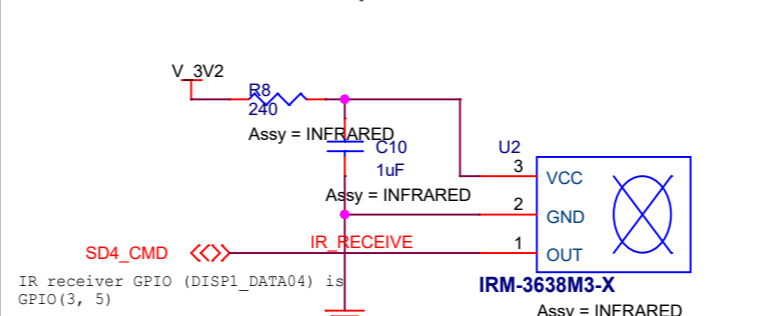 V_3V2
R8
240
Assy = INFRARED
C10
1uF
Assy = INFRARED
U2
3
VCC
2
GND
1
OUT
SD4_CMD
IR_RECEIVE
IR receiver GPIO (DISP1_DATA04) is
GPIO(3, 5)
IRM-3638M3-X
Assy = INFRARED